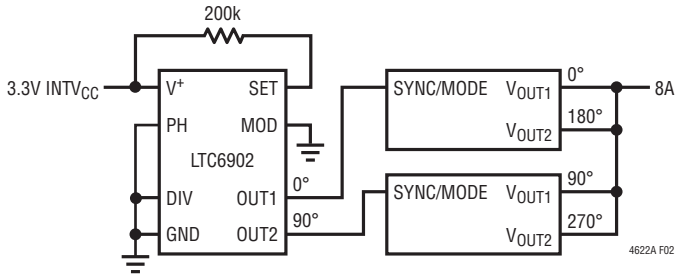 200k
3.3V INTVCC
V+
SET
PH
MOD
LTC6902
DIV
OUT1
0°
GND
OUT2
90°
SYNC/MODE
VOUT1
0°
8A
VOUT2
180°
SYNC/MODE
VOUT1
90°
VOUT2
270°
4622A F02